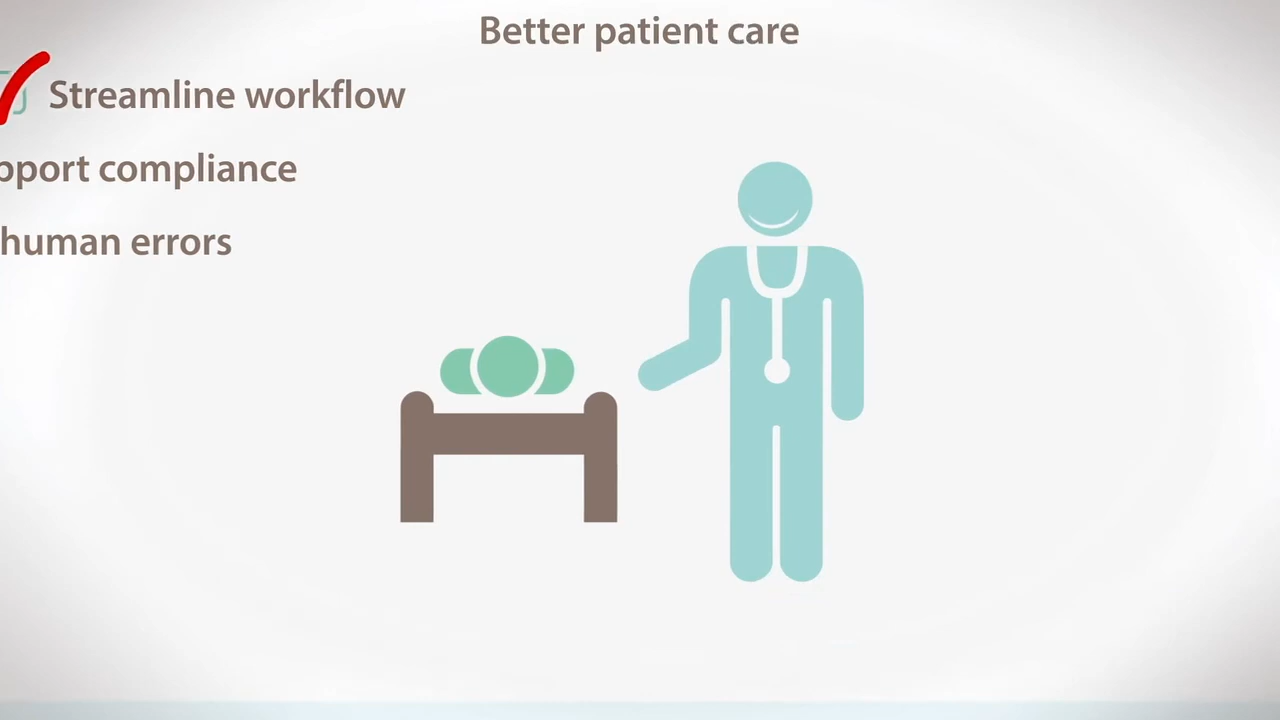 Better patient care
Streamline workflow
pport compliance
human errors